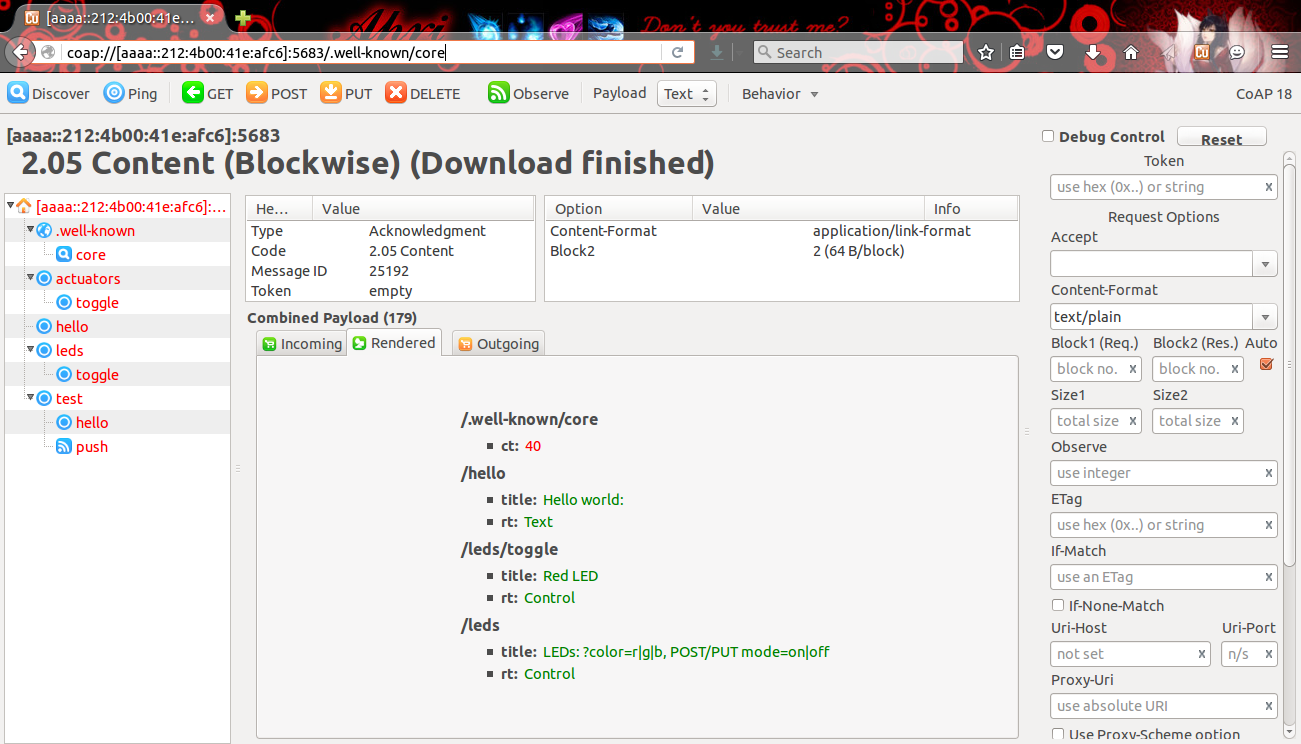 [aaaa::212:4b00:41e...
Ahri
Don't you trust me?
coap://[aaaa::212:4b00:41e:afc6]:5683/.well-known/core
Search
Discover Ping GET POST PUT DELETE Observe Payload Text Behavior CoAP 18
[aaaa::212:4b00:41e:afc6]:5683
2.05 Content (Blockwise) (Download finished)
[aaaa::212:4b00:41e:afc6]:...
.well-known
core
actuators
toggle
hello
leds
toggle
test
hello
push
He... Value
Type Acknowledgment
Code 2.05 Content
Message ID 25192
Token empty
Option Value Info
Content-Format application/link-format
Block2 2 (64 B/block)
Combined Payload (179)
Incoming Rendered Outgoing
/.well-known/core
ct: 40
/hello
title: Hello world:
rt: Text
/leds/toggle
title: Red LED
rt: Control
/leds
title: LEDs: ?color=r|g|b, POST/PUT mode=on|off
rt: Control
Debug Control Reset
Token
use hex (0x..) or string x
Request Options
Accept
Content-Format
text/plain
Block1 (Req.) Block2 (Res.) Auto
block no. x block no. x
Size1 Size2
total size x total size x
Observe
use integer x
ETag
use hex (0x..) or string x
If-Match
use an ETag x
If-None-Match
Uri-Host Uri-Port
not set x n/s x
Proxy-Uri
use absolute URI x
Use Proxy-Scheme option